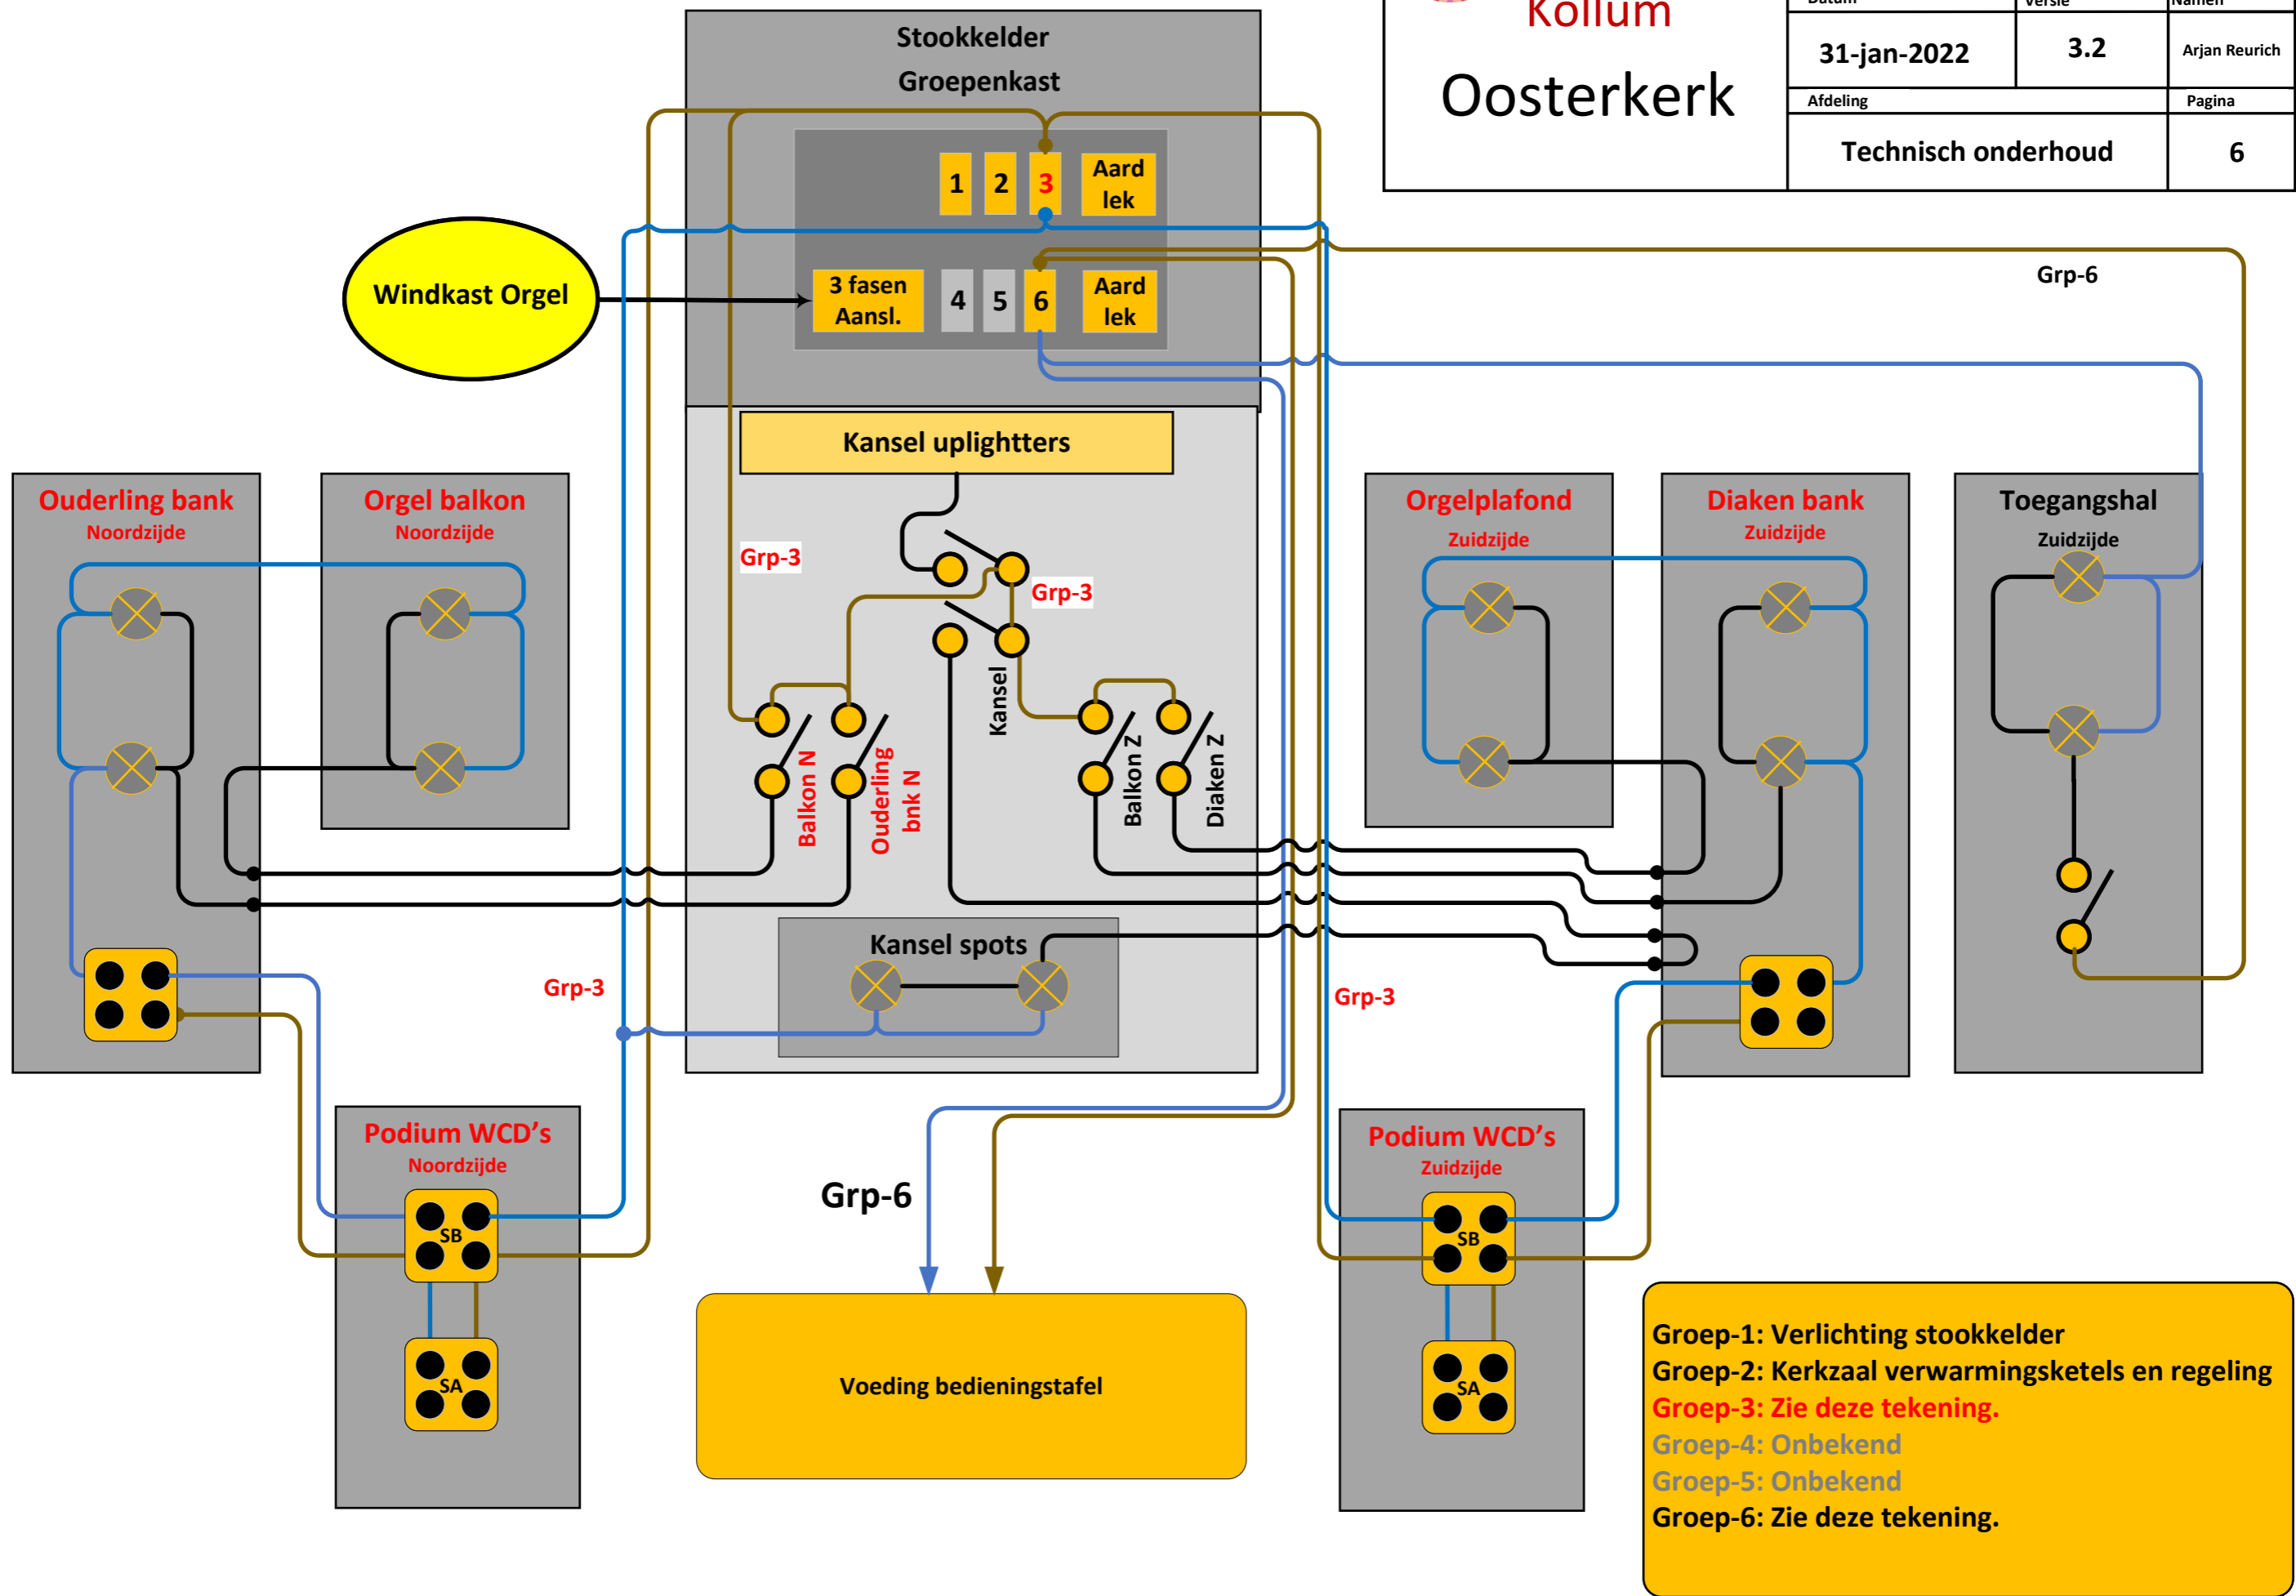 Kollum
Oosterkerk
Datum
Versie
Namen
31-jan-2022
3.2
Arjan Reurich
Afdeling
Pagina
Technisch onderhoud
6
Stookkelder
Groepenkast
1
2
3
Aard
lek
3 fasen
Aansl.
4
5
6
Aard
lek
Windkast Orgel
Grp-6
Kansel uplightters
Ouderling bank
Noordzijde
Orgel balkon
Noordzijde
Grp-3
Grp-3
Kansel
Balkon N
Ouderling
bnk N
Balkon Z
Diaken Z
Orgelplafond
Zuidzijde
Diaken bank
Zuidzijde
Toegangshal
Zuidzijde
Kansel spots
Grp-3
Grp-3
Podium WCD's
Noordzijde
SB
SA
Grp-6
Voeding bedieningstafel
Podium WCD's
Zuidzijde
SB
SA
Groep-1: Verlichting stookkelder
Groep-2: Kerkzaal verwarmingsketels en regeling
Groep-3: Zie deze tekening.
Groep-4: Onbekend
Groep-5: Onbekend
Groep-6: Zie deze tekening.